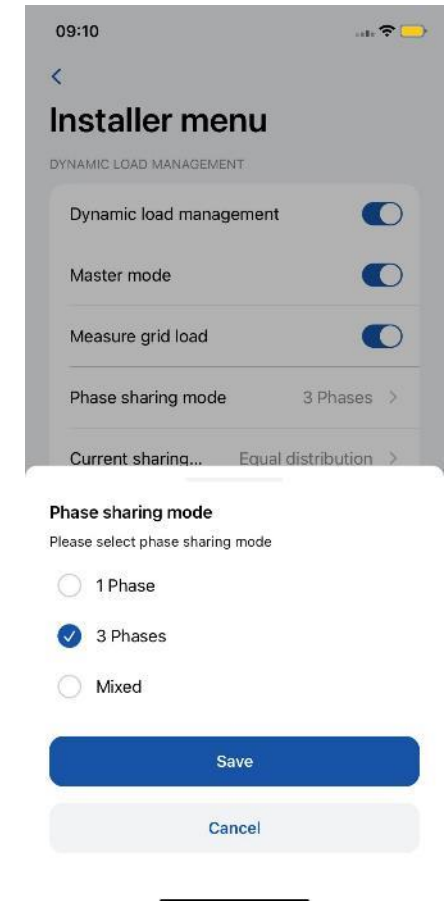 09:10
Installer menu
DYNAMIC LOAD MANAGEMENT
Dynamic load management
Master mode
Measure grid load
Phase sharing mode 3 Phases
Current sharing... Equal distribution
Phase sharing mode
Please select phase sharing mode
1 Phase
3 Phases
Mixed
Save
Cancel